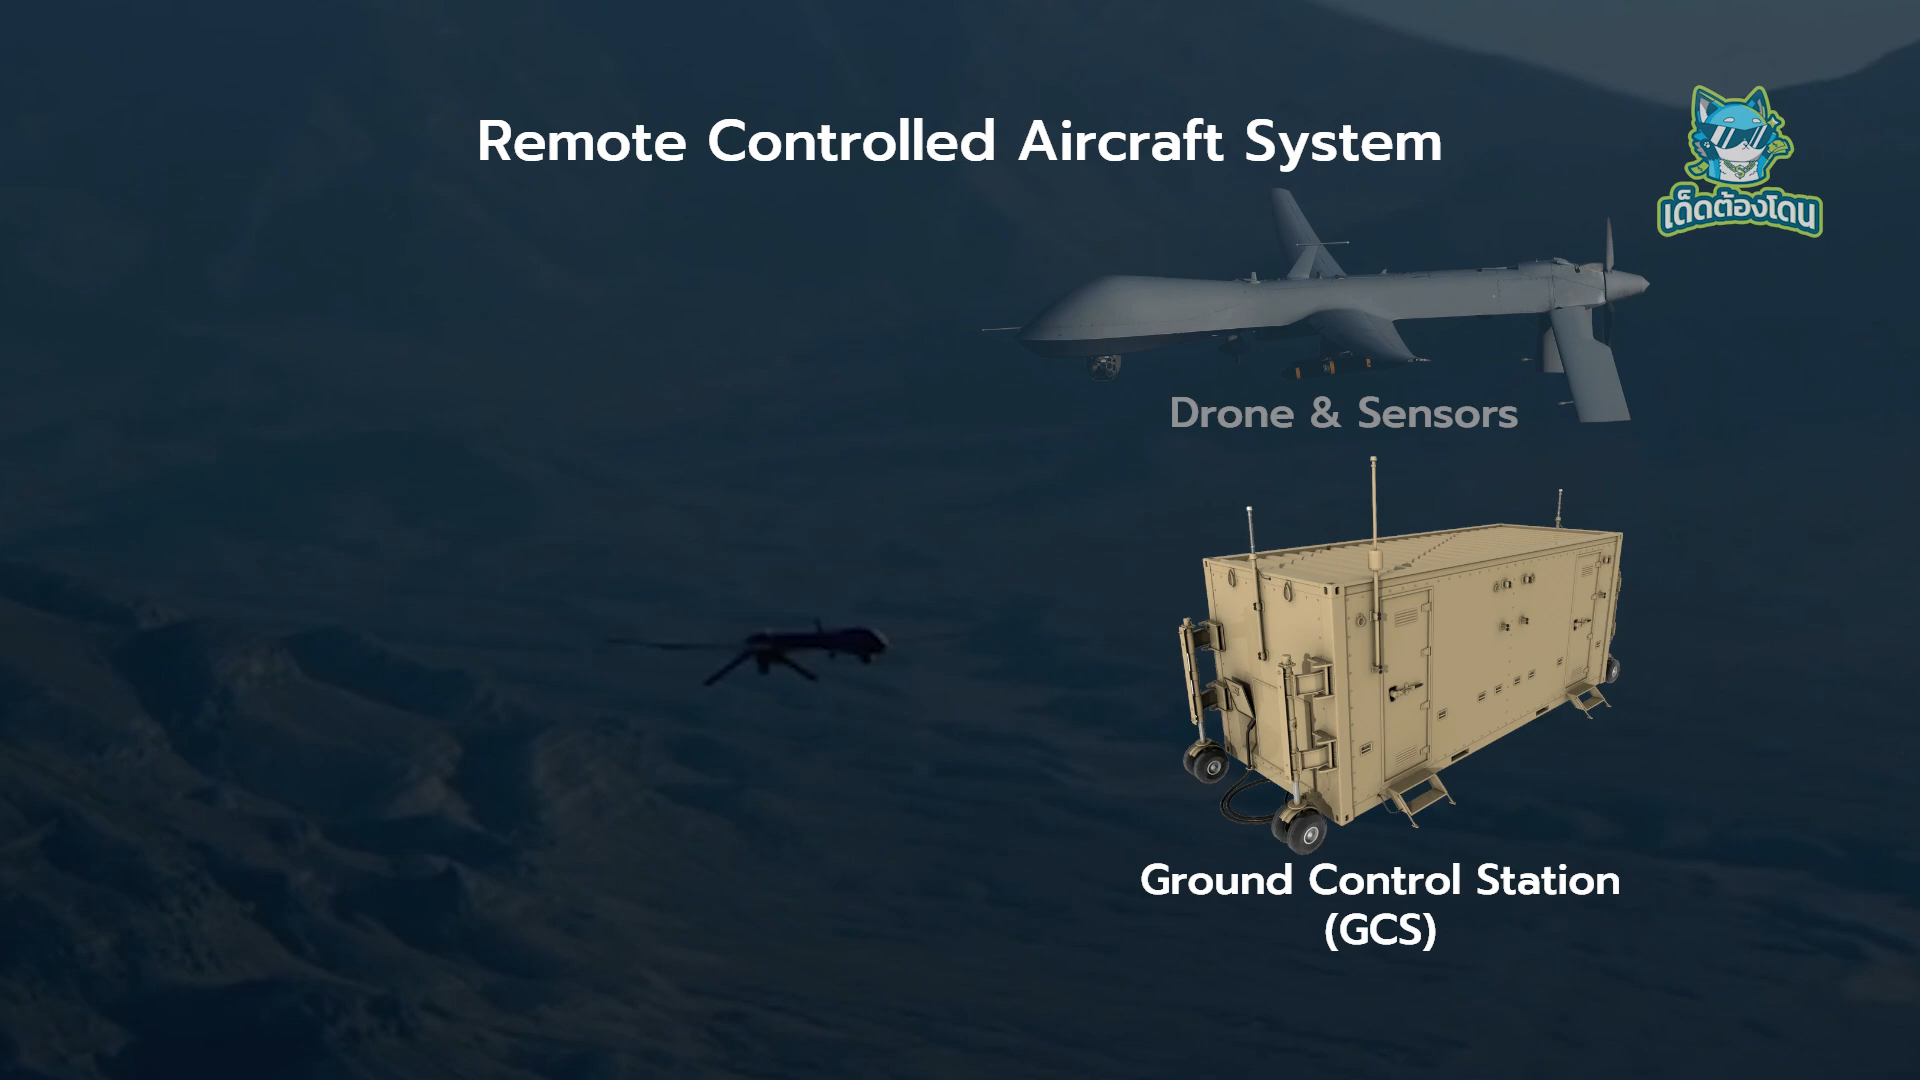 Remote Controlled Aircraft System
เด็ดต้องโดน
Drone & Sensors
Ground Control Station
(GCS)